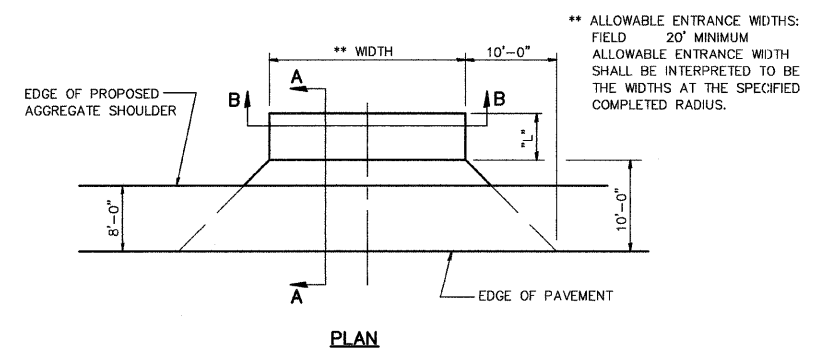 ** ALLOWABLE ENTRANCE WIDTHS:
FIELD 20' MINIMUM
ALLOWABLE ENTRANCE WIDTH
SHALL BE INTERPRETED TO BE
THE WIDTHS AT THE SPECIFIED
COMPLETED RADIUS.
** WIDTH
10'-0"
A
B
B
EDGE OF PROPOSED
AGGREGATE SHOULDER
"L"
8'-0"
10'-0"
A
EDGE OF PAVEMENT
PLAN